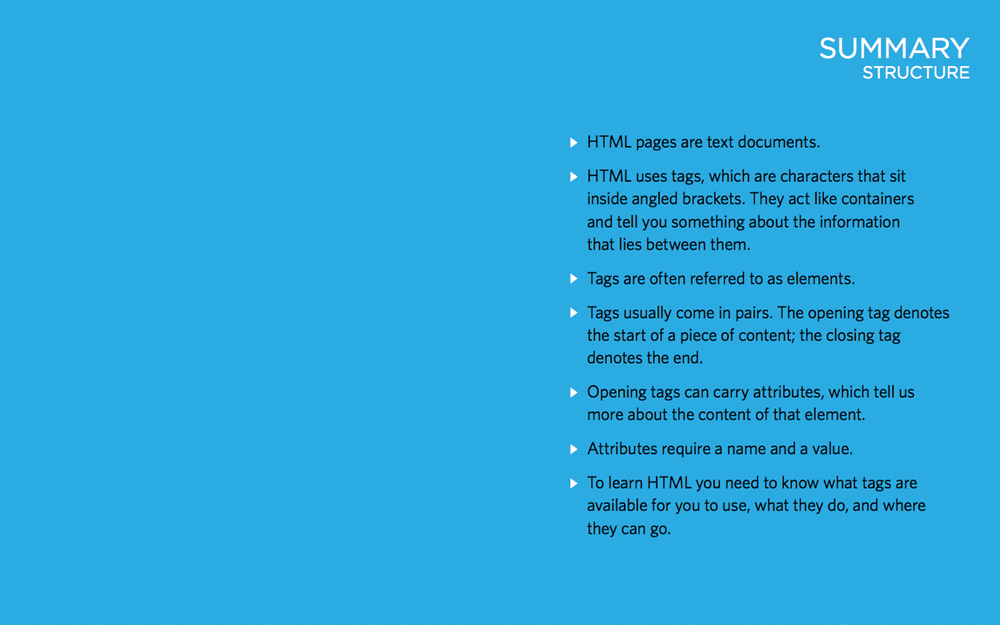 SUMMARY
STRUCTURE
HTML pages are text documents.
HTML uses tags, which are characters that sit
inside angled brackets. They act like containers
and tell you something about the information
that lies between them.
Tags are often referred to as elements.
Tags usually come in pairs. The opening tag denotes
the start of a piece of content; the closing tag
denotes the end.
Opening tags can carry attributes, which tell us
more about the content of that element.
Attributes require a name and a value.
To learn HTML you need to know what tags are
available for you to use, what they do, and where
they can go.